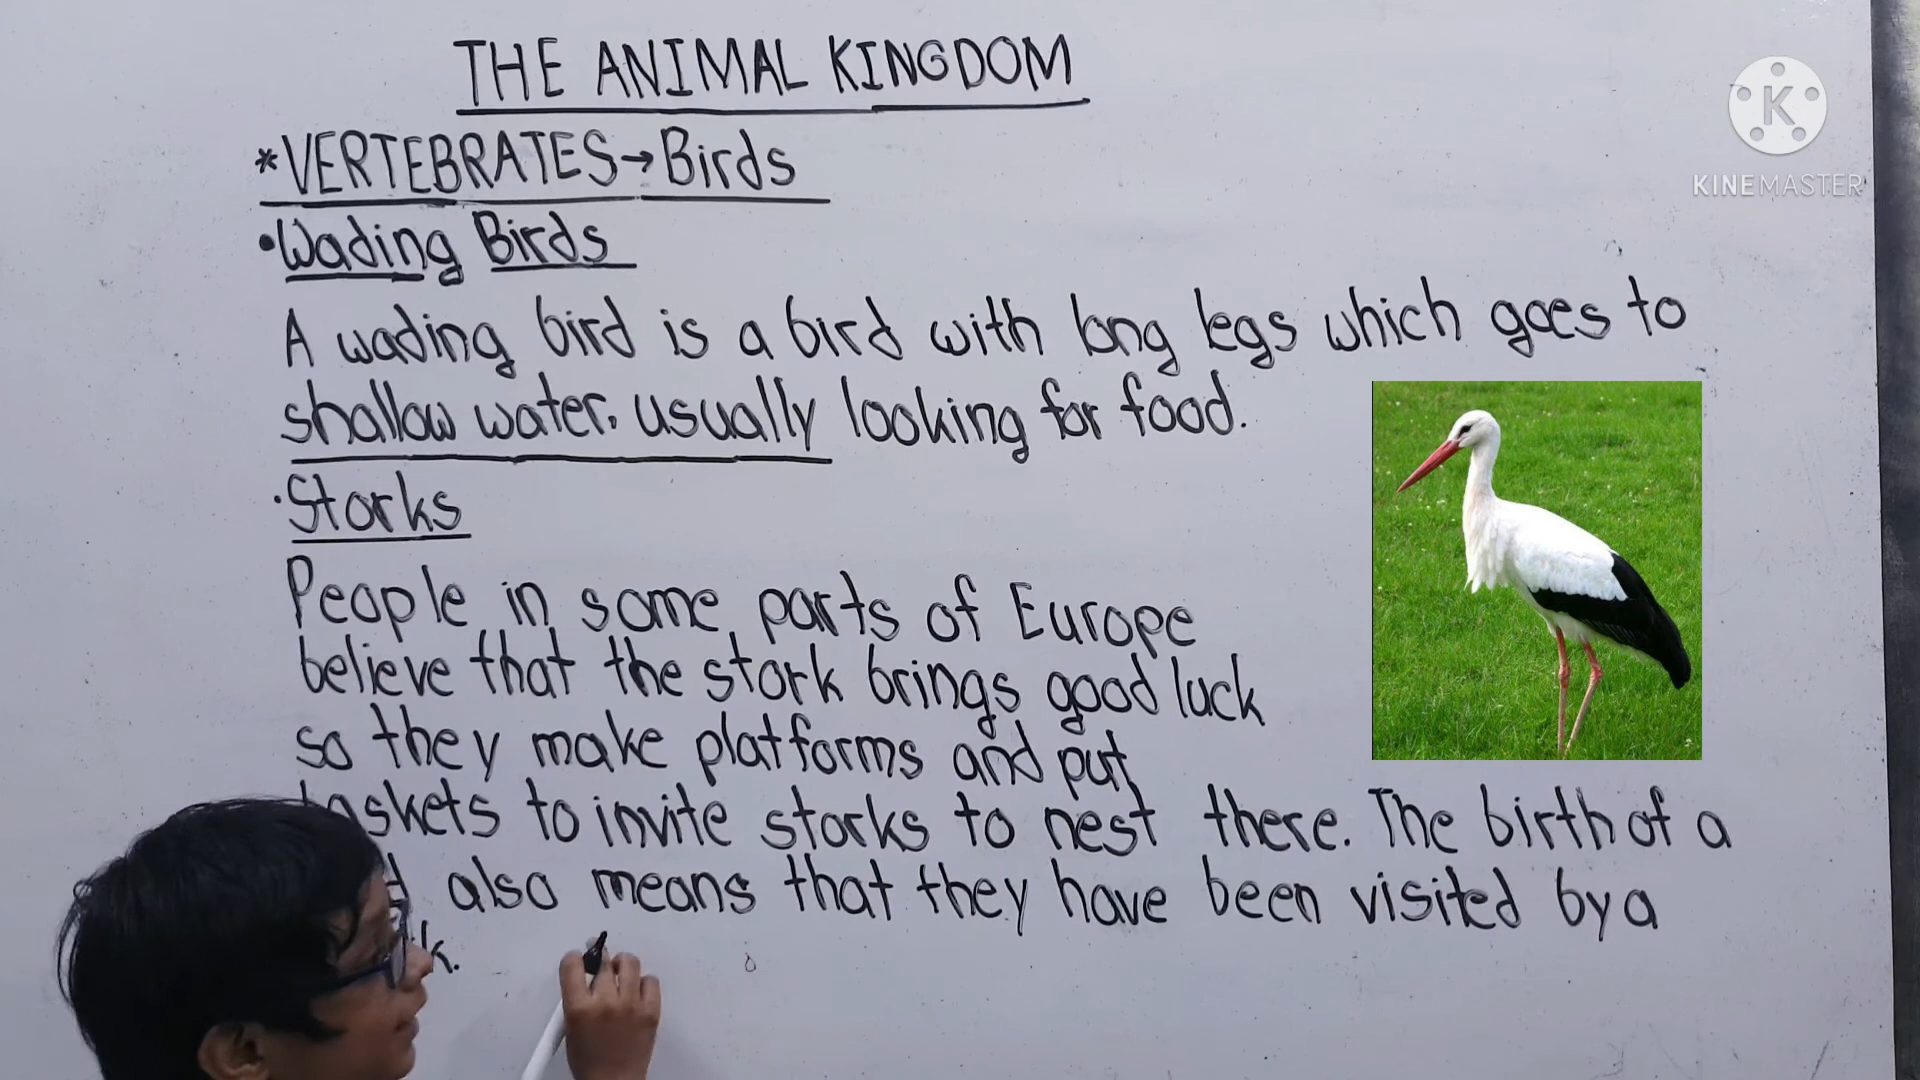 THE ANIMAL KINGDOM
*VERTEBRATES→Birds
•Wading Birds
A wading bird is a bird with long legs which goes to
shallow water, usually looking for food.
•Storks
People in some parts of Europe
believe that the stork brings good luck
so they make platforms and put
baskets to invite storks to nest there. The birth of a
also means that they have been visited by a
K
KINEMASTER